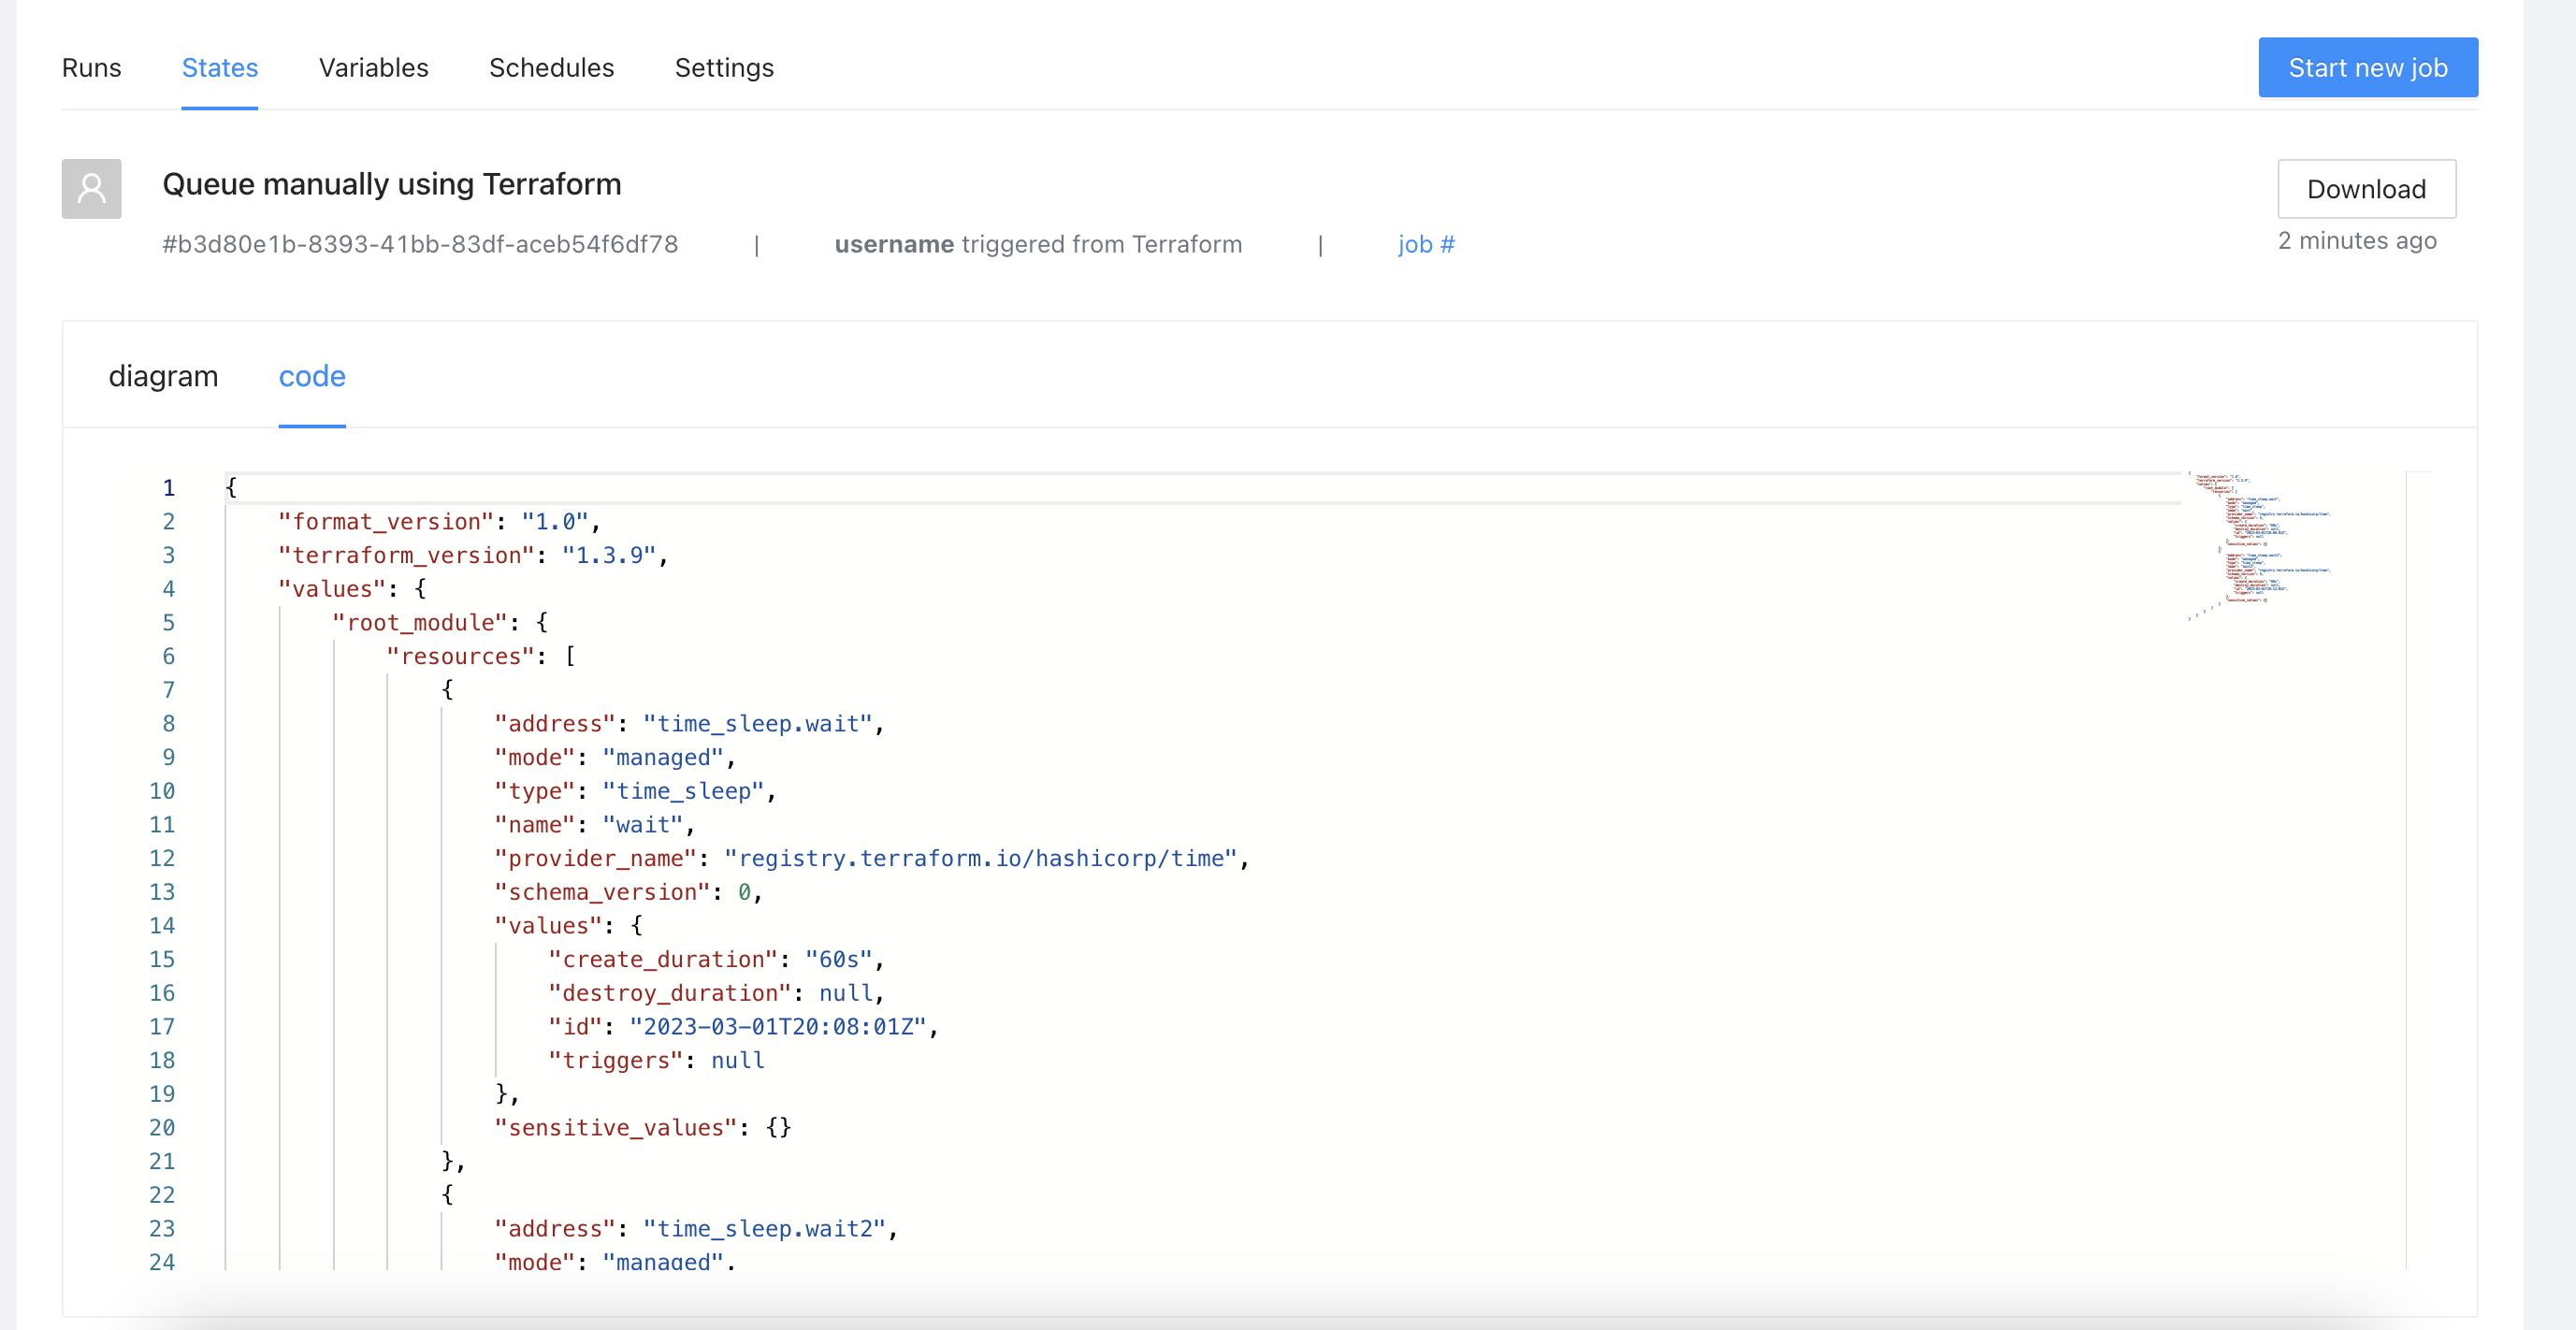 Runs States Variables Schedules Settings Start new job
Queue manually using Terraform Download
#b3d80e1b-8393-41bb-83df-aceb54f6df78 | username triggered from Terraform | job # 2 minutes ago
diagram code
1 {
2 "format_version": "1.0",
3 "terraform_version": "1.3.9",
4 "values": {
5 "root_module": {
6 "resources": [
7 {
8 "address": "time_sleep.wait",
9 "mode": "managed",
10 "type": "time_sleep",
11 "name": "wait",
12 "provider_name": "registry.terraform.io/hashicorp/time",
13 "schema_version": 0,
14 "values": {
15 "create_duration": "60s",
16 "destroy_duration": null,
17 "id": "2023-03-01T20:08:01Z",
18 "triggers": null
19 },
20 "sensitive_values": {}
21 },
22 {
23 "address": "time_sleep.wait2",
24 "mode": "managed",